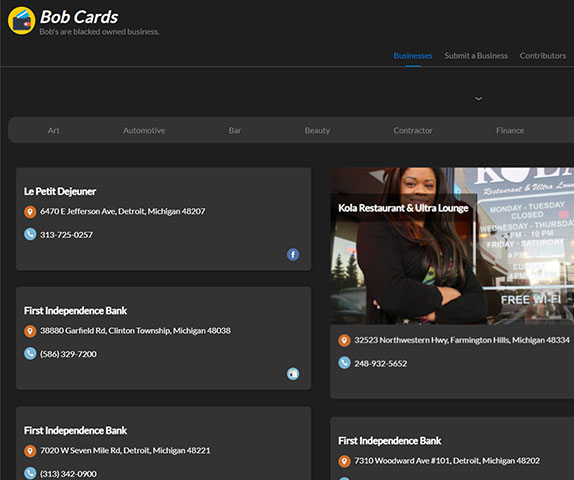 Bob Cards
Bob's are blacked owned business.
Businesses Submit a Business Contributors
Art Automotive Bar Beauty Contractor Finance
Le Petit Dejeuner
6470 E Jefferson Ave, Detroit, Michigan 48207
313-725-0257
First Independence Bank
38880 Garfield Rd, Clinton Township, Michigan 48038
(586) 329-7200
First Independence Bank
7020 W Seven Mile Rd, Detroit, Michigan 48221
(313) 342-0900
KOLA
Restaurant & Ultra Loun
MONDAY - TUESDAY
CLOSED
WEDNESDAY - THURSDAY
4 PM - 10 PM
FRIDAY - SATURDAY
FREE WI-FI
Kola Restaurant & Ultra Lounge
32523 Northwestern Hwy, Farmington Hills, Michigan 48334
248-932-5652
First Independence Bank
7310 Woodward Ave #101, Detroit, Michigan 48202